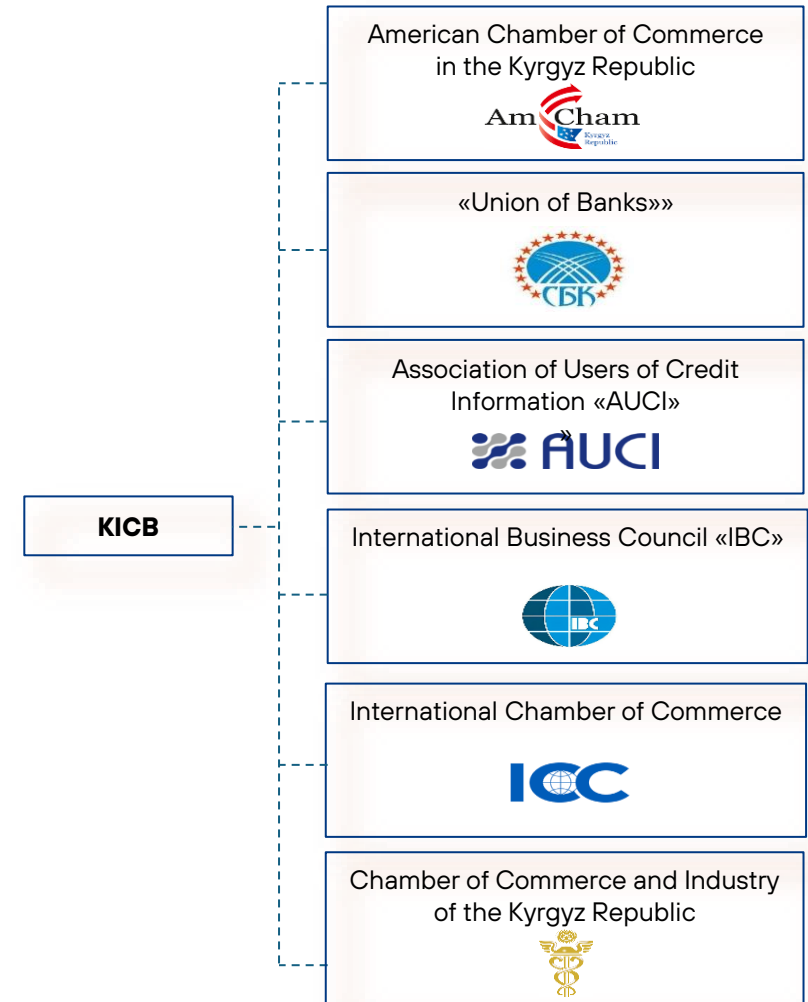 American Chamber of Commerce
in the Kyrgyz Republic
Am Cham
Kyrgyz
Republic
«Union of Banks»»
СБК
Association of Users of Credit
Information «AUCI»
»
AUCI
KICB
International Business Council «IBC»
IBC
International Chamber of Commerce
ICC
Chamber of Commerce and Industry
of the Kyrgyz Republic